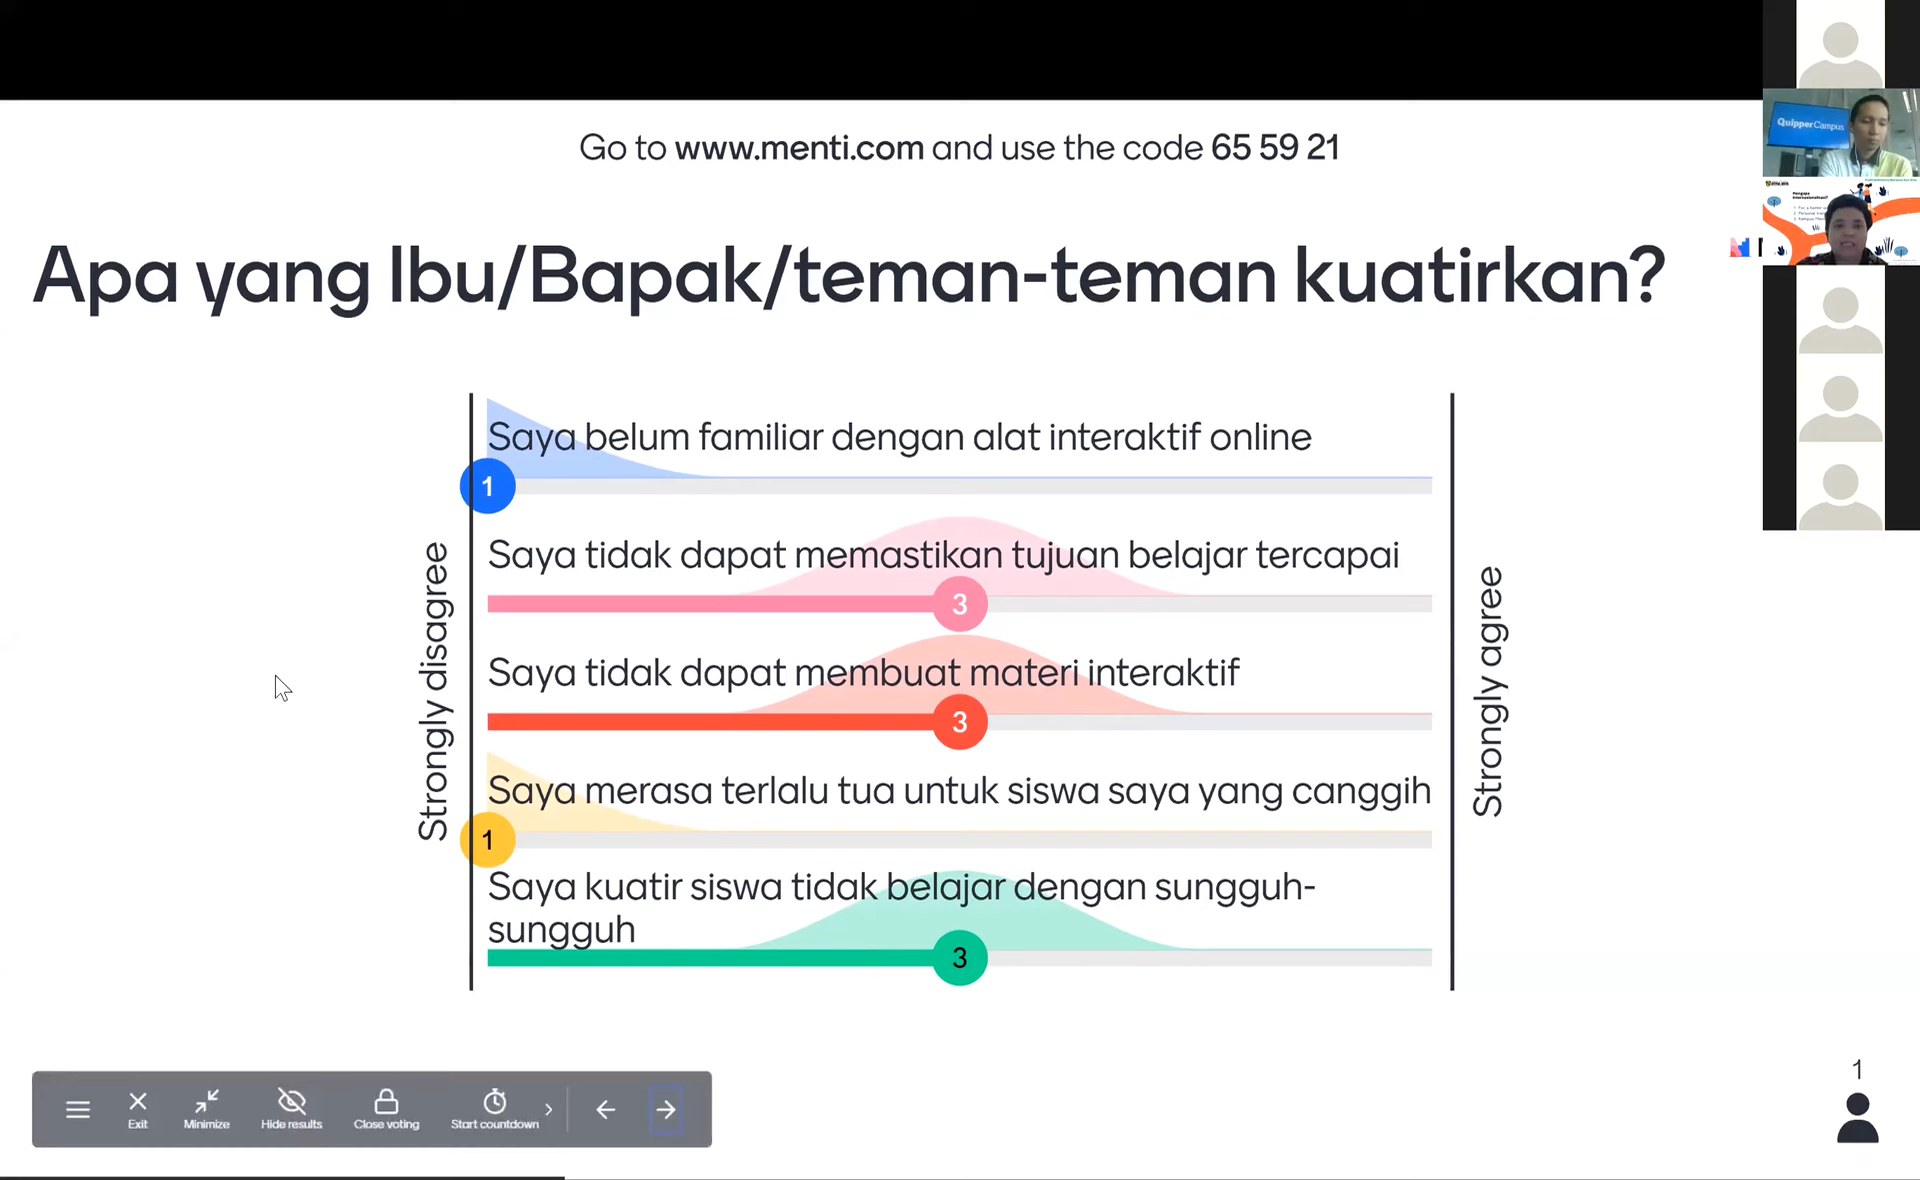 Go to www.menti.com and use the code 65 59 21
QuipperCampus
Apa yang Ibu/Bapak/teman-teman kuatirkan?
Strongly disagree
Saya belum familiar dengan alat interaktif online
1
Saya tidak dapat memastikan tujuan belajar tercapai
3
Saya tidak dapat membuat materi interaktif
3
Saya merasa terlalu tua untuk siswa saya yang canggih
1
Saya kuatir siswa tidak belajar dengan sungguh-
sungguh
3
Strongly agree
1
Exit
Minimize
Hide results
Close voting
Start countdown